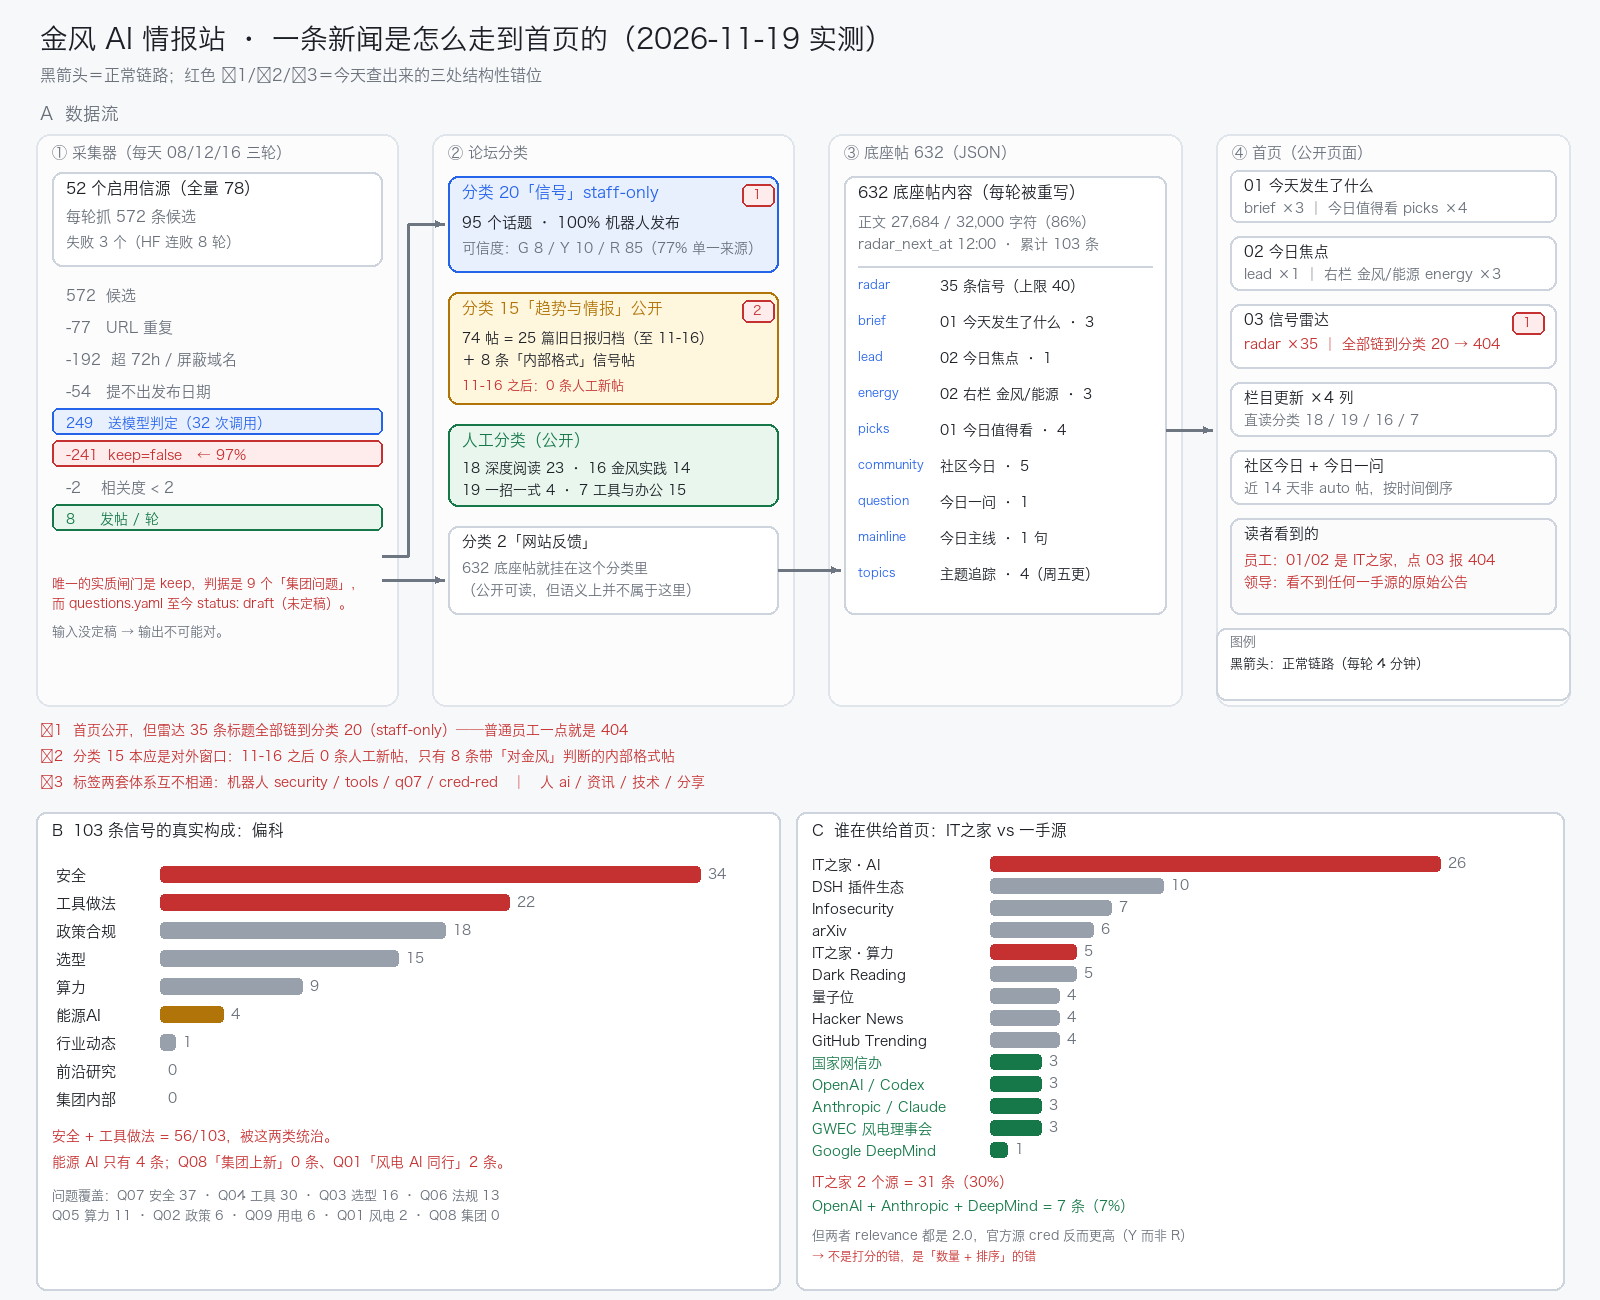 金风 AI 情报站 · 一条新闻是怎么走到首页的（2026-11-19 实测）
黑箭头＝正常链路；红色 1/2/3＝今天查出来的三处结构性错位
A 数据流
① 采集器（每天 08/12/16 三轮）
52 个启用信源（全量 78）
每轮抓 572 条候选
失败 3 个（HF 连败 8 轮）
572 候选
-77 URL 重复
-192 超 72h / 屏蔽域名
-54 提不出发布日期
249 送模型判定（32 次调用）
-241 keep=false ← 97%
-2 相关度 < 2
8 发帖 / 轮
唯一的实质闸门是 keep，判据是 9 个「集团问题」，
而 questions.yaml 至今 status: draft（未定稿）。
输入没定稿 → 输出不可能对。
② 论坛分类
分类 20「信号」staff-only
1
95 个话题 · 100% 机器人发布
可信度：G 8 / Y 10 / R 85（77% 单一来源）
分类 15「趋势与情报」公开
2
74 帖 = 25 篇旧日报归档（至 11-16）
＋ 8 条「内部格式」信号帖
11-16 之后：0 条人工新帖
人工分类（公开）
18 深度阅读 23 · 16 金风实践 14
19 一招一式 4 · 7 工具与办公 15
分类 2「网站反馈」
632 底座帖就挂在这个分类里
（公开可读，但语义上并不属于这里）
③ 底座帖 632（JSON）
632 底座帖内容（每轮被重写）
正文 27,684 / 32,000 字符（86%）
radar_next_at 12:00 · 累计 103 条
radar 35 条信号（上限 40）
brief 01 今天发生了什么 · 3
lead 02 今日焦点 · 1
energy 02 右栏 金风/能源 · 3
picks 01 今日值得看 · 4
community 社区今日 · 5
question 今日一问 · 1
mainline 今日主线 · 1 句
topics 主题追踪 · 4（周五更）
④ 首页（公开页面）
01 今天发生了什么
brief ×3 ｜ 今日值得看 picks ×4
02 今日焦点
lead ×1 ｜ 右栏 金风/能源 energy ×3
03 信号雷达
1
radar ×35 ｜ 全部链到分类 20 → 404
栏目更新 ×4 列
直读分类 18 / 19 / 16 / 7
社区今日 + 今日一问
近 14 天非 auto 帖，按时间倒序
读者看到的
员工：01/02 是 IT之家，点 03 报 404
领导：看不到任何一手源的原始公告
图例
黑箭头：正常链路（每轮 4 分钟）
1 首页公开，但雷达 35 条标题全部链到分类 20（staff-only）——普通员工一点就是 404
2 分类 15 本应是对外窗口：11-16 之后 0 条人工新帖，只有 8 条带「对金风」判断的内部格式帖
3 标签两套体系互不相通：机器人 security / tools / q07 / cred-red ｜ 人 ai / 资讯 / 技术 / 分享
B 103 条信号的真实构成：偏科
安全 34
工具做法 22
政策合规 18
选型 15
算力 9
能源AI 4
行业动态 1
前沿研究 0
集团内部 0
安全 + 工具做法 = 56/103，被这两类统治。
能源 AI 只有 4 条；Q08「集团上新」0 条、Q01「风电 AI 同行」2 条。
问题覆盖：Q07 安全 37 · Q04 工具 30 · Q03 选型 16 · Q06 法规 13
Q05 算力 11 · Q02 政策 6 · Q09 用电 6 · Q01 风电 2 · Q08 集团 0
C 谁在供给首页：IT之家 vs 一手源
IT之家·AI 26
DSH 插件生态 10
Infosecurity 7
arXiv 6
IT之家·算力 5
Dark Reading 5
量子位 4
Hacker News 4
GitHub Trending 4
国家网信办 3
OpenAI / Codex 3
Anthropic / Claude 3
GWEC 风电理事会 3
Google DeepMind 1
IT之家 2 个源 = 31 条（30%）
OpenAI + Anthropic + DeepMind = 7 条（7%）
但两者 relevance 都是 2.0，官方源 cred 反而更高（Y 而非 R）
→ 不是打分的错，是「数量 + 排序」的错